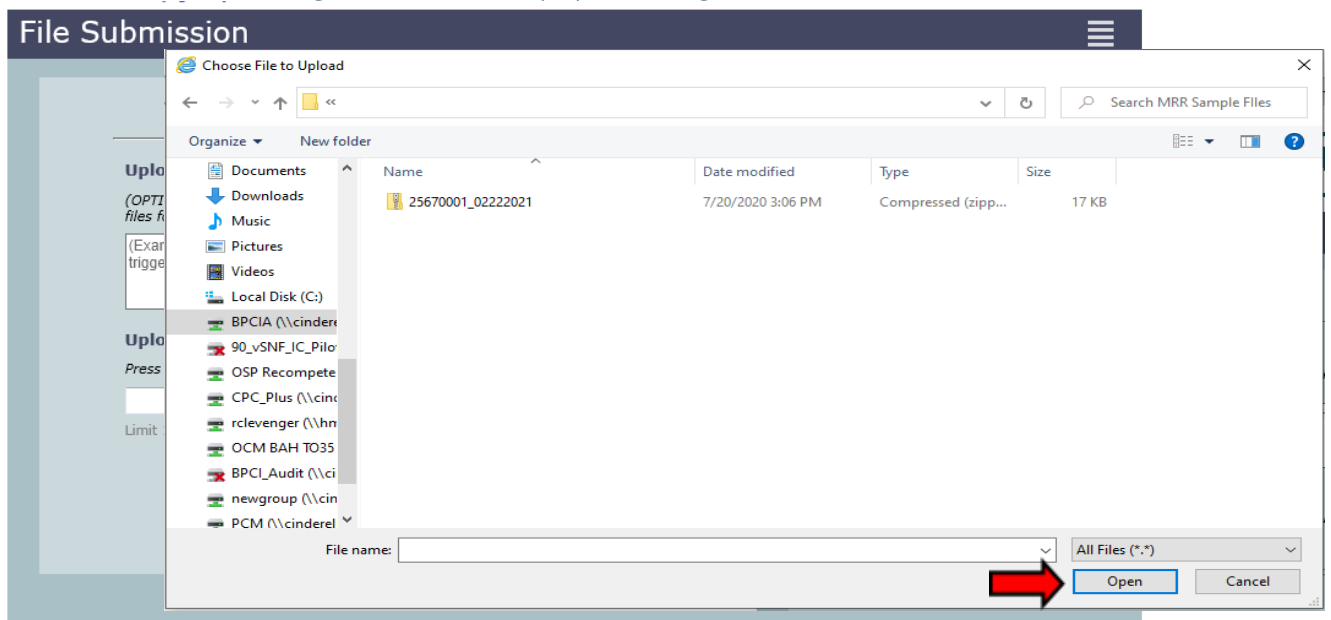 File Submission
Choose File to Upload
Search MRR Sample FIles
Organize
New folder
Name
Date modified
Type
Size
25670001_02222021
7/20/2020 3:06 PM
Compressed (zipp...
17 KB
Documents
Downloads
Music
Pictures
Videos
Local Disk (C:)
BPCIA (\\cindere
90_vSNF_IC_Pilo
OSP Recompete
CPC_Plus (\\cin
rclevenger (\\hm
OCM BAH TO35
BPCI_Audit (\\ci
newgroup (\\cin
PCM (\\cinderel
Uplo
(OPTI
files f
(Exar
trigge
Uplo
Press
Limit
File name:
All Files (*.*)
Open
Cancel